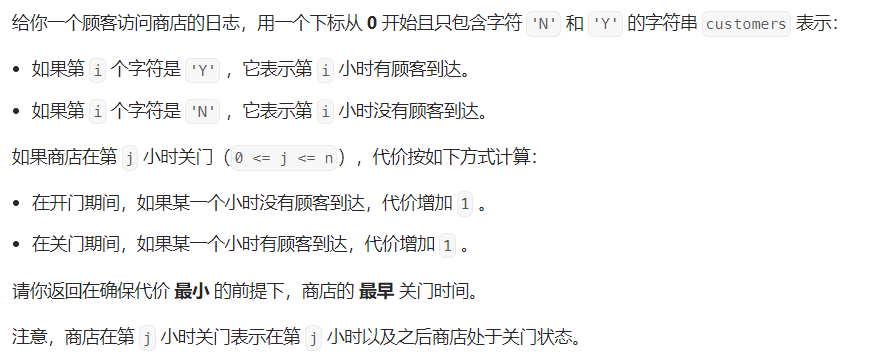 给你一个顾客访问商店的日志，用一个下标从 0 开始且只包含字符 'N' 和 'Y' 的字符串 customers 表示：
• 如果第 i 个字符是 'Y' ，它表示第 i 小时有顾客到达。
• 如果第 i 个字符是 'N' ，它表示第 i 小时没有顾客到达。
如果商店在第 j 小时关门（0 <= j <= n），代价按如下方式计算：
• 在开门期间，如果某一个小时没有顾客到达，代价增加 1 。
• 在关门期间，如果某一个小时有顾客到达，代价增加 1 。
请你返回在确保代价 最小 的前提下，商店的 最早 关门时间。
注意，商店在第 j 小时关门表示在第 j 小时以及之后商店处于关门状态。